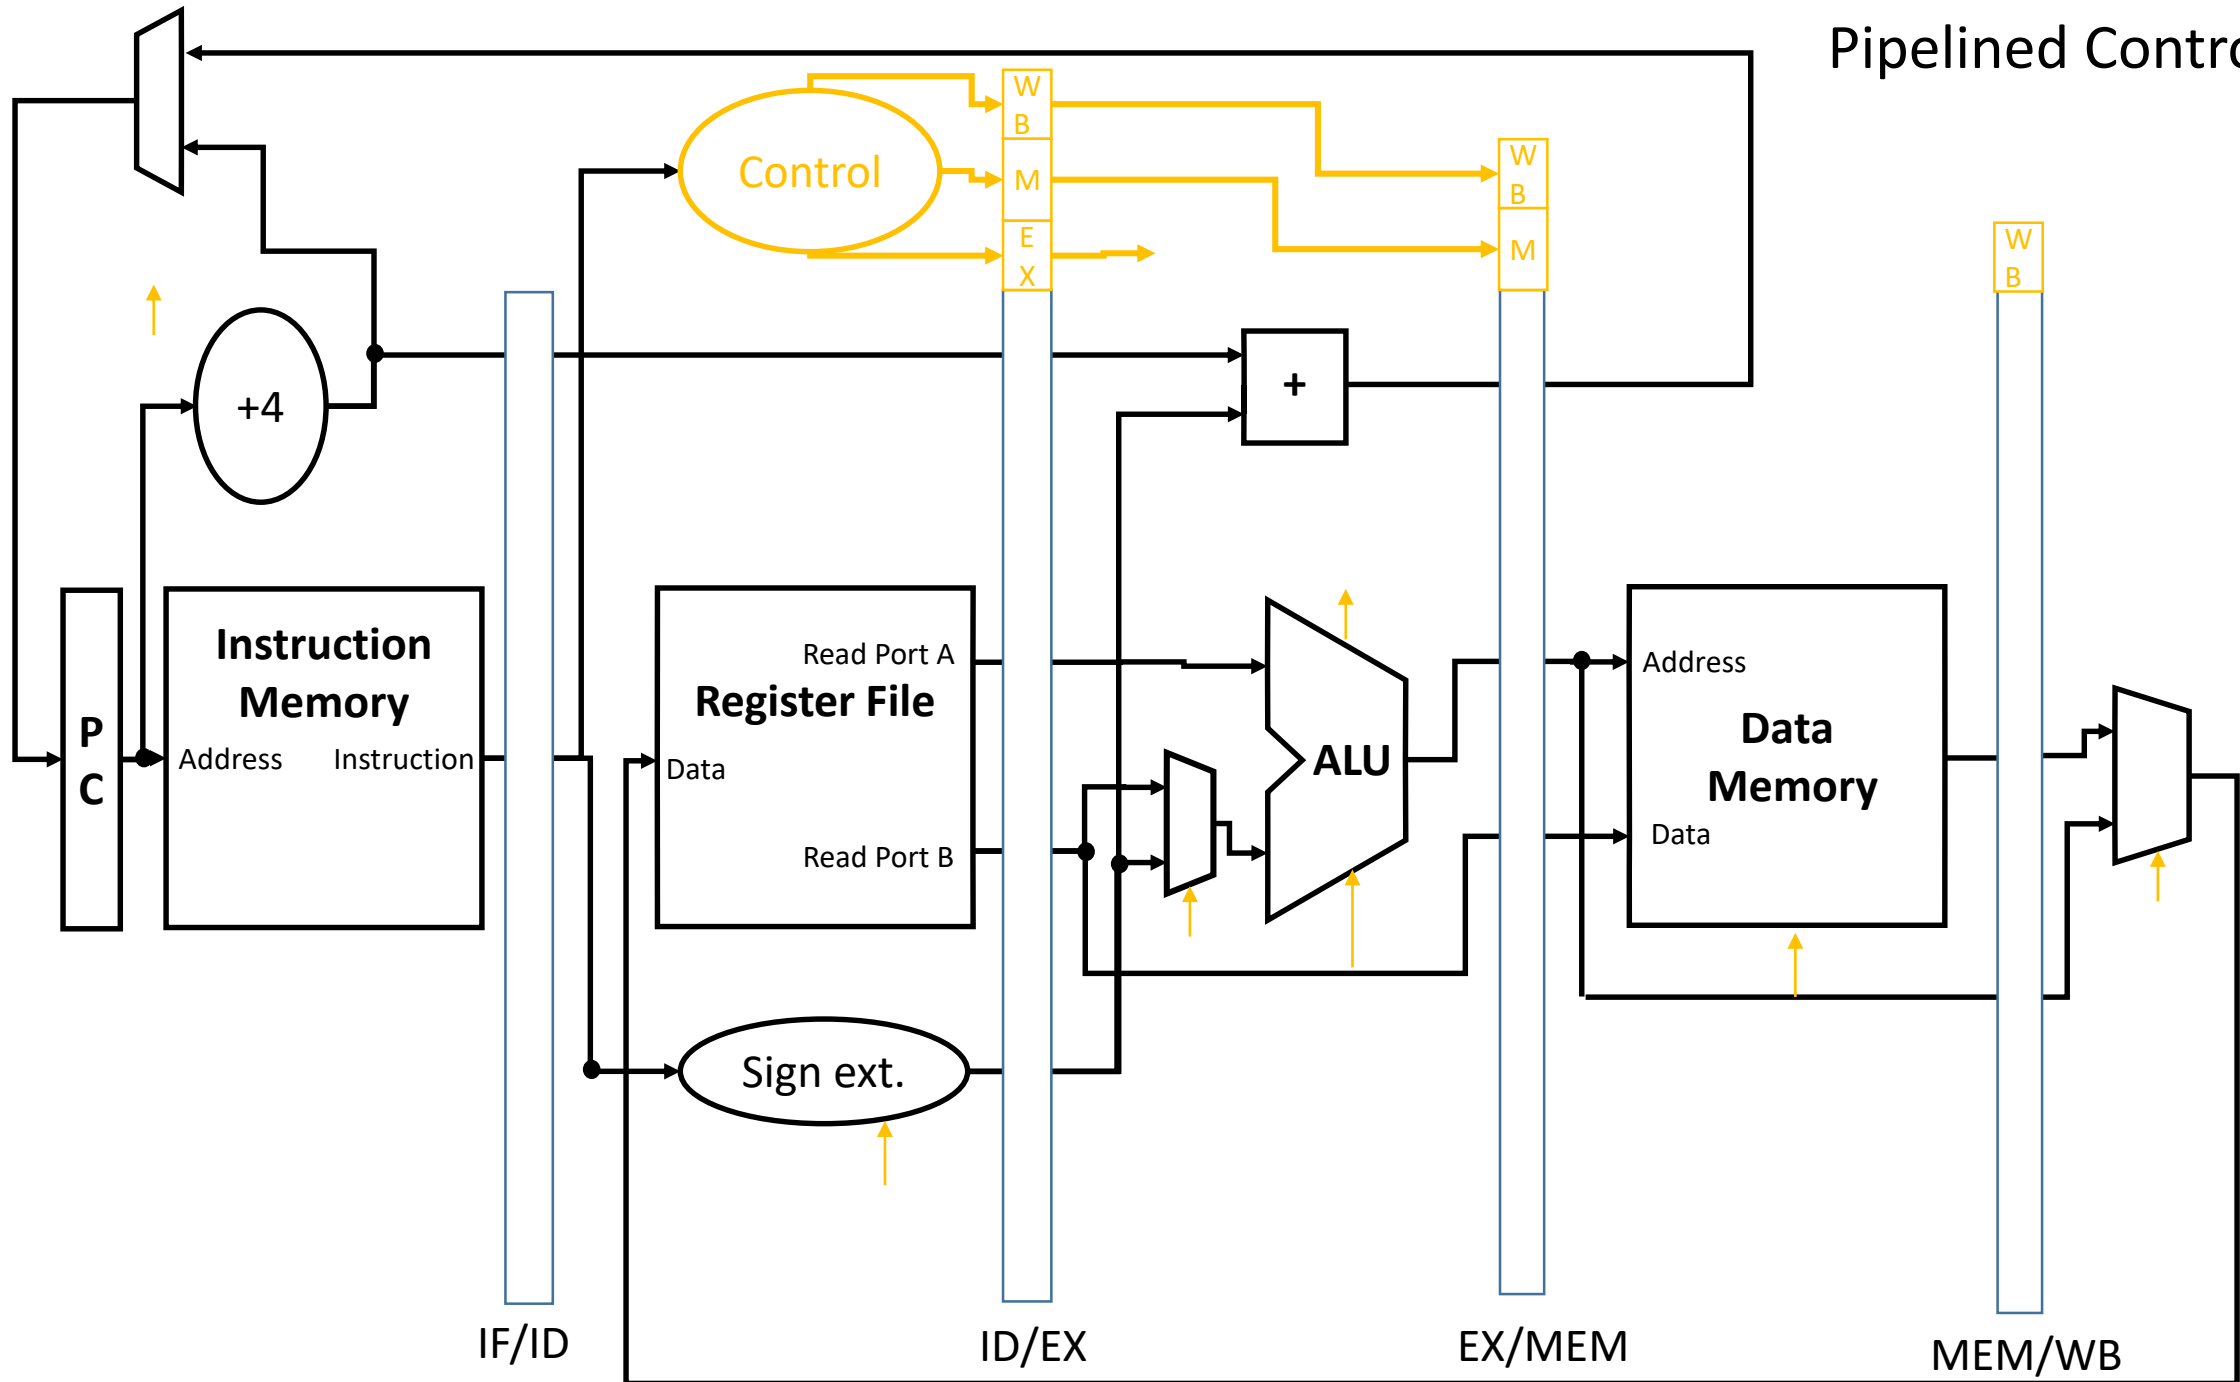 Pipelined Contro
W
B
M
E
X
Control
W
B
M
W
B
+4
+
Instruction
Memory
Address
Instruction
P
C
Read Port A
Register File
Data
Read Port B
ALU
Address
Data
Memory
Data
Sign ext.
IF/ID
ID/EX
EX/MEM
MEM/WB